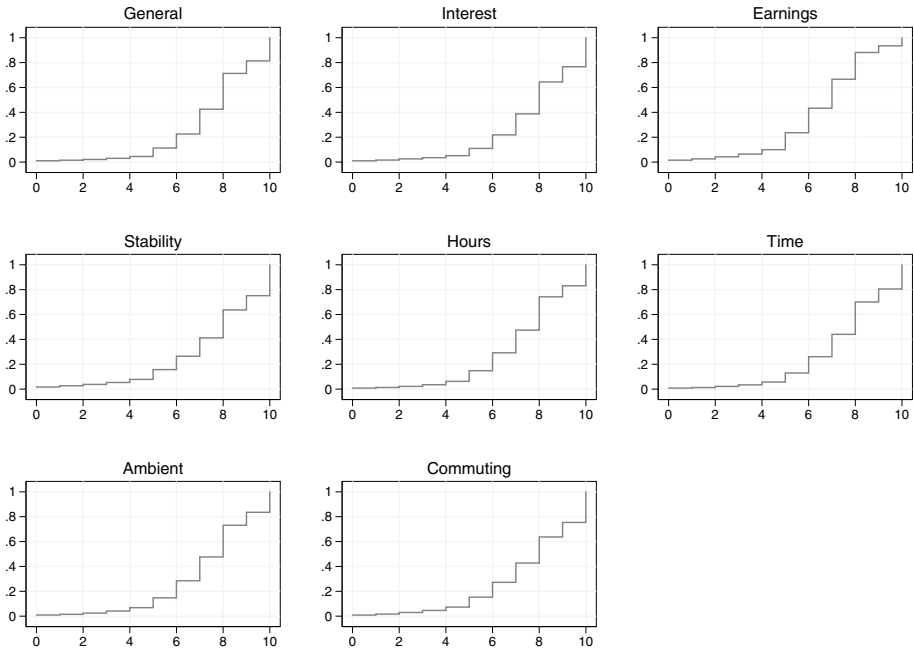 General Interest Earnings
1 1 1
.8 .8 .8
.6 .6 .6
.4 .4 .4
.2 .2 .2
0 0 0
0 2 4 6 8 10 0 2 4 6 8 10 0 2 4 6 8 10
Stability Hours Time
1 1 1
.8 .8 .8
.6 .6 .6
.4 .4 .4
.2 .2 .2
0 0 0
0 2 4 6 8 10 0 2 4 6 8 10 0 2 4 6 8 10
Ambient Commuting
1 1
.8 .8
.6 .6
.4 .4
.2 .2
0 0
0 2 4 6 8 10 0 2 4 6 8 10